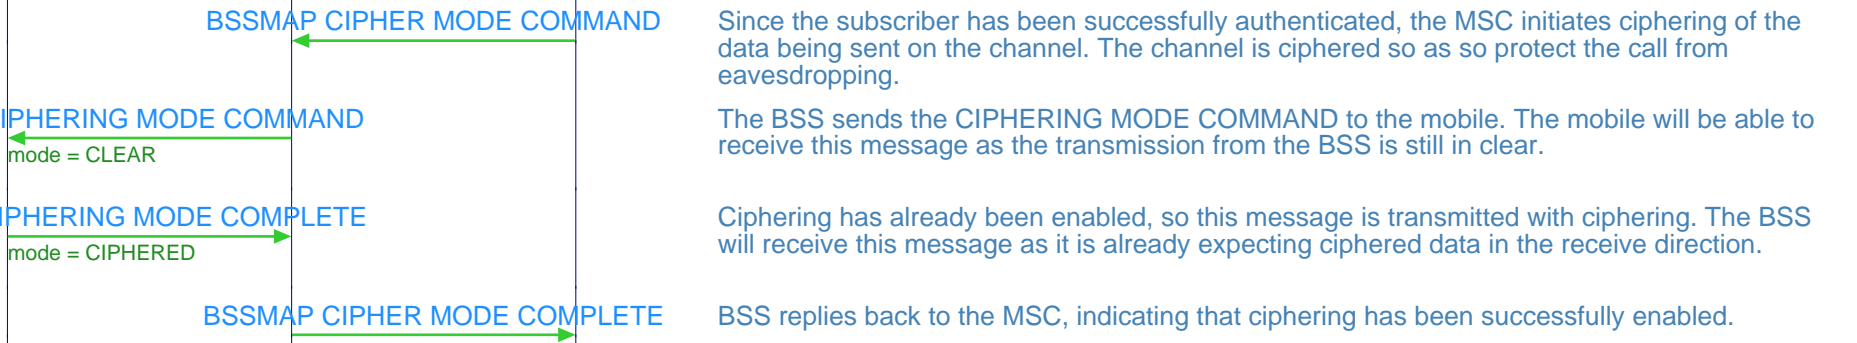 BSSMAP CIPHER MODE COMMAND
Since the subscriber has been successfully authenticated, the MSC initiates ciphering of the
data being sent on the channel. The channel is ciphered so as so protect the call from
eavesdropping.
IPHERING MODE COMMAND
mode = CLEAR
The BSS sends the CIPHERING MODE COMMAND to the mobile. The mobile will be able to
receive this message as the transmission from the BSS is still in clear.
IPHERING MODE COMPLETE
mode = CIPHERED
Ciphering has already been enabled, so this message is transmitted with ciphering. The BSS
will receive this message as it is already expecting ciphered data in the receive direction.
BSSMAP CIPHER MODE COMPLETE
BSS replies back to the MSC, indicating that ciphering has been successfully enabled.